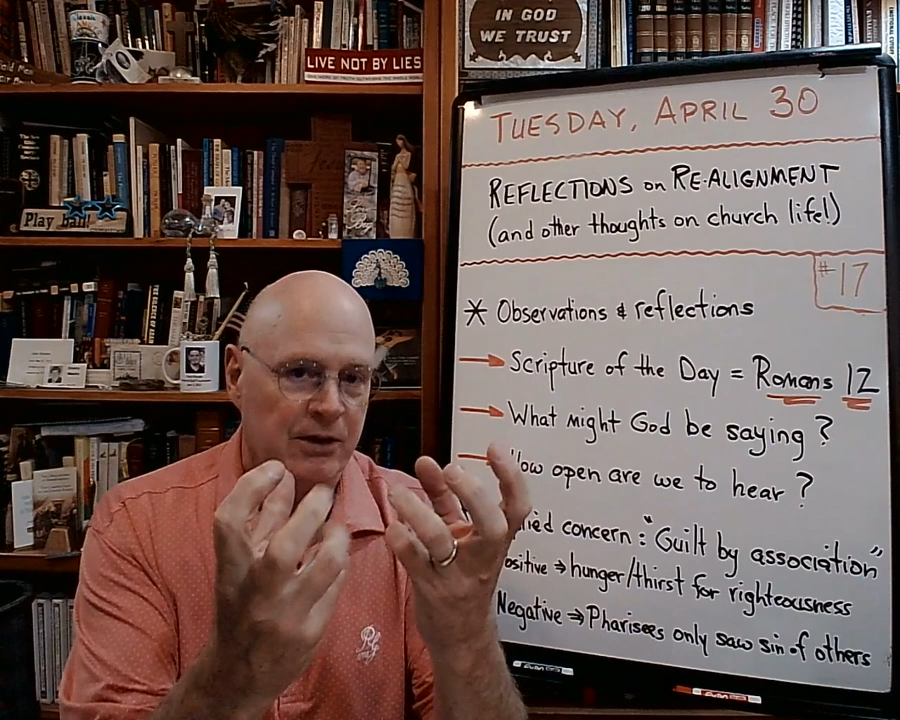 IN GOD
WE TRUST
LIVE NOT BY LIES
Play ball!
TUESDAY, APRIL 30
REFLECTIONS on RE-ALIGNMENT
(and other thoughts on church life!)
#17
* Observations & reflections
→ Scripture of the Day = Romans 12
→ What might God be saying?
How open are we to hear?
concern: "Guilt by association"
ositive ⇒ hunger/thirst for righteousness
Negative ⇒ Pharisees only saw sin of others